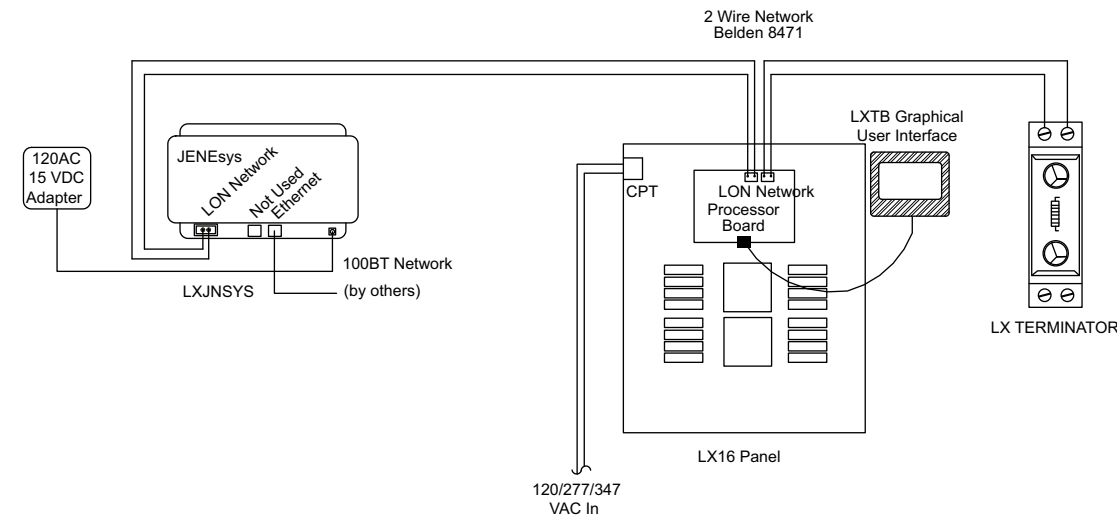 2 Wire Network
Belden 8471
LXTB Graphical
User Interface
120AC
15 VDC
Adapter
JENEsys
LON Network
Not Used
Ethernet
CPT
LON Network
Processor
Board
100BT Network
(by others)
LXJNSYS
LX TERMINATOR
LX16 Panel
120/277/347
VAC In